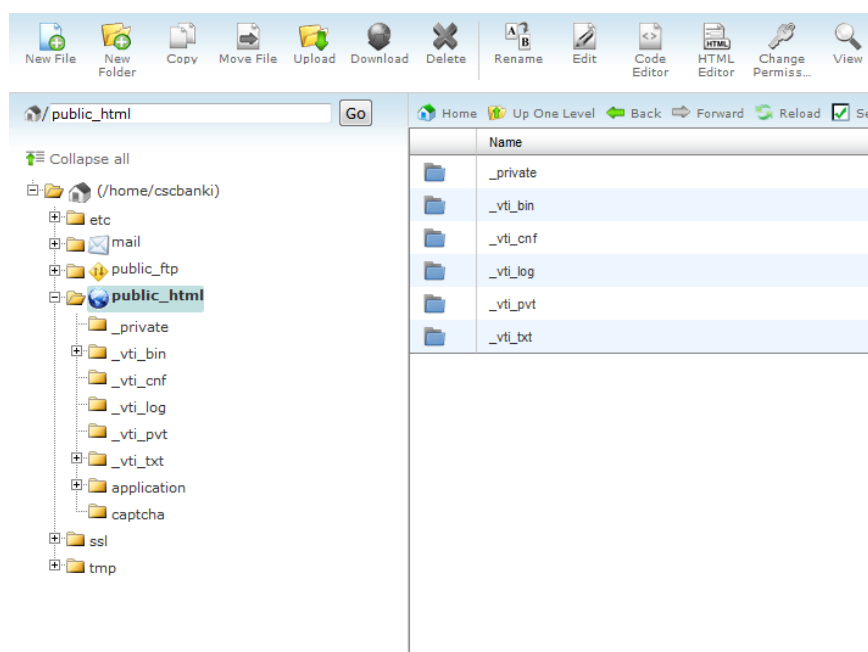 New File New Folder Copy Move File Upload Download Delete Rename Edit Code Editor HTML Editor Change Permiss... View
/ public_html Go
Home Up One Level Back Forward Reload
Collapse all
Name
(/home/cscbanki)
etc
mail
public_ftp
public_html
_private
_vti_bin
_vti_cnf
_vti_log
_vti_pvt
_vti_txt
application
captcha
ssl
tmp
_private
_vti_bin
_vti_cnf
_vti_log
_vti_pvt
_vti_txt